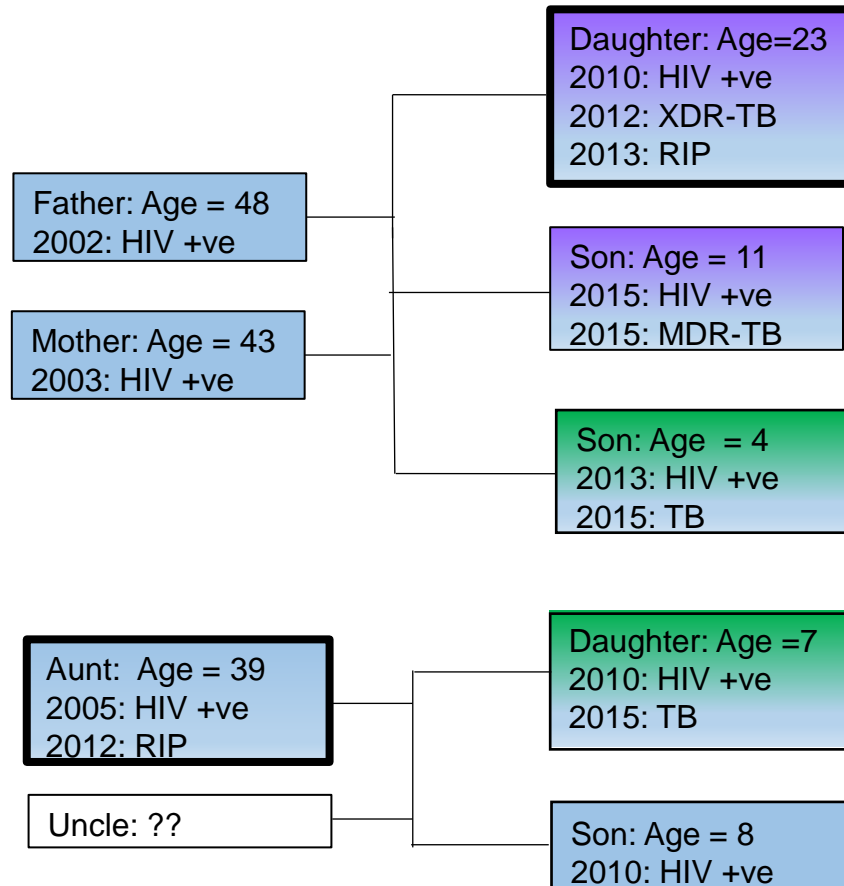 Father: Age = 48
2002: HIV +ve
Mother: Age = 43
2003: HIV +ve
Daughter: Age=23
2010: HIV +ve
2012: XDR-TB
2013: RIP
Son: Age = 11
2015: HIV +ve
2015: MDR-TB
Son: Age = 4
2013: HIV +ve
2015: TB
Aunt: Age = 39
2005: HIV +ve
2012: RIP
Uncle: ??
Daughter: Age =7
2010: HIV +ve
2015: TB
Son: Age = 8
2010: HIV +ve